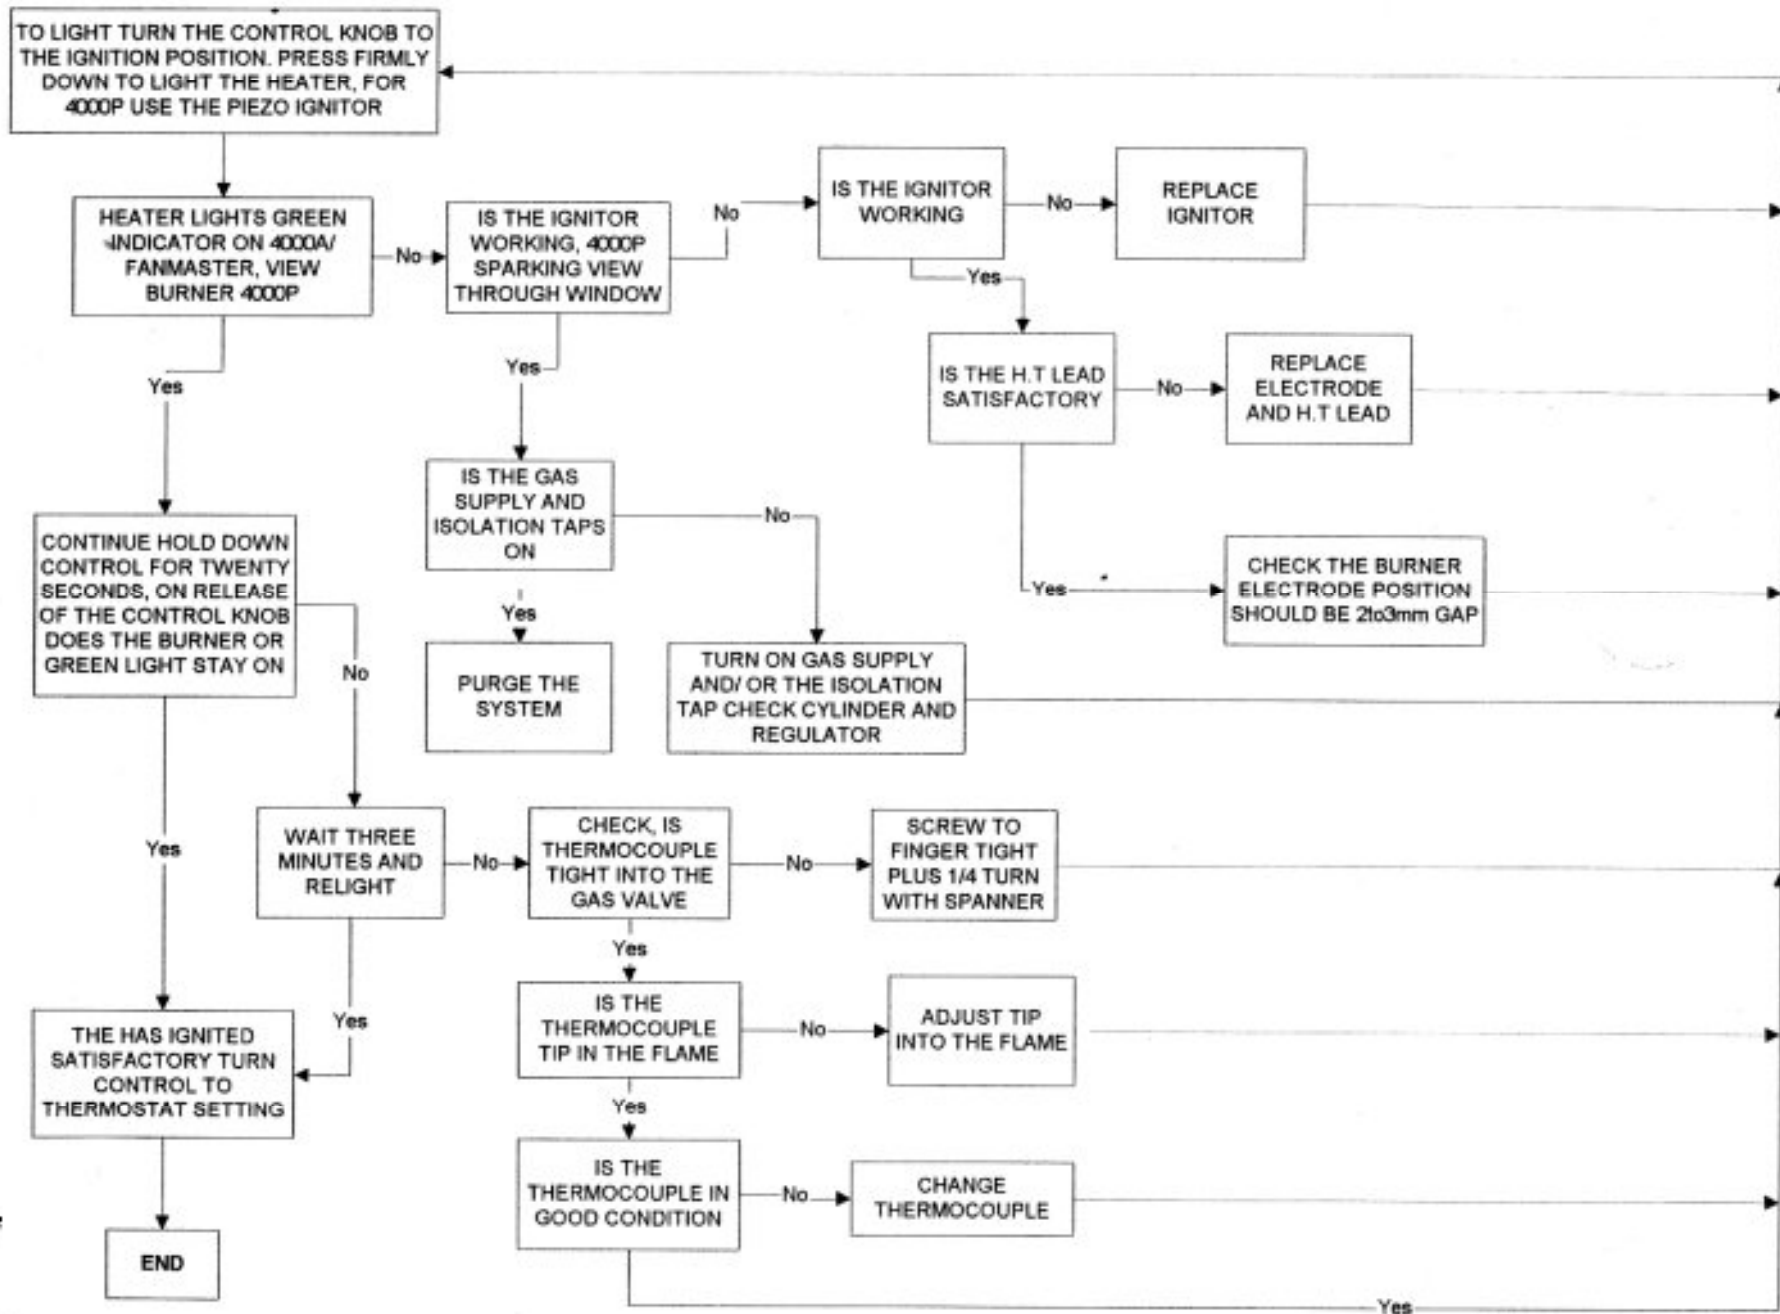 TO LIGHT TURN THE CONTROL KNOB TO
THE IGNITION POSITION. PRESS FIRMLY
DOWN TO LIGHT THE HEATER, FOR
4000P USE THE PIEZO IGNITOR
HEATER LIGHTS GREEN
INDICATOR ON 4000A/
FANMASTER, VIEW
BURNER 4000P
No
IS THE IGNITOR
WORKING, 4000P
SPARKING VIEW
THROUGH WINDOW
No
IS THE IGNITOR
WORKING
No
REPLACE
IGNITOR
Yes
IS THE H.T LEAD
SATISFACTORY
No
REPLACE
ELECTRODE
AND H.T LEAD
Yes
CHECK THE BURNER
ELECTRODE POSITION
SHOULD BE 2to3mm GAP
Yes
IS THE GAS
SUPPLY AND
ISOLATION TAPS
ON
No
TURN ON GAS SUPPLY
AND/ OR THE ISOLATION
TAP CHECK CYLINDER AND
REGULATOR
Yes
PURGE THE
SYSTEM
Yes
CONTINUE HOLD DOWN
CONTROL FOR TWENTY
SECONDS, ON RELEASE
OF THE CONTROL KNOB
DOES THE BURNER OR
GREEN LIGHT STAY ON
No
WAIT THREE
MINUTES AND
RELIGHT
No
CHECK, IS
THERMOCOUPLE
TIGHT INTO THE
GAS VALVE
No
SCREW TO
FINGER TIGHT
PLUS 1/4 TURN
WITH SPANNER
Yes
IS THE
THERMOCOUPLE
TIP IN THE FLAME
No
ADJUST TIP
INTO THE FLAME
Yes
IS THE
THERMOCOUPLE IN
GOOD CONDITION
No
CHANGE
THERMOCOUPLE
Yes
Yes
Yes
THE HAS IGNITED
SATISFACTORY TURN
CONTROL TO
THERMOSTAT SETTING
END